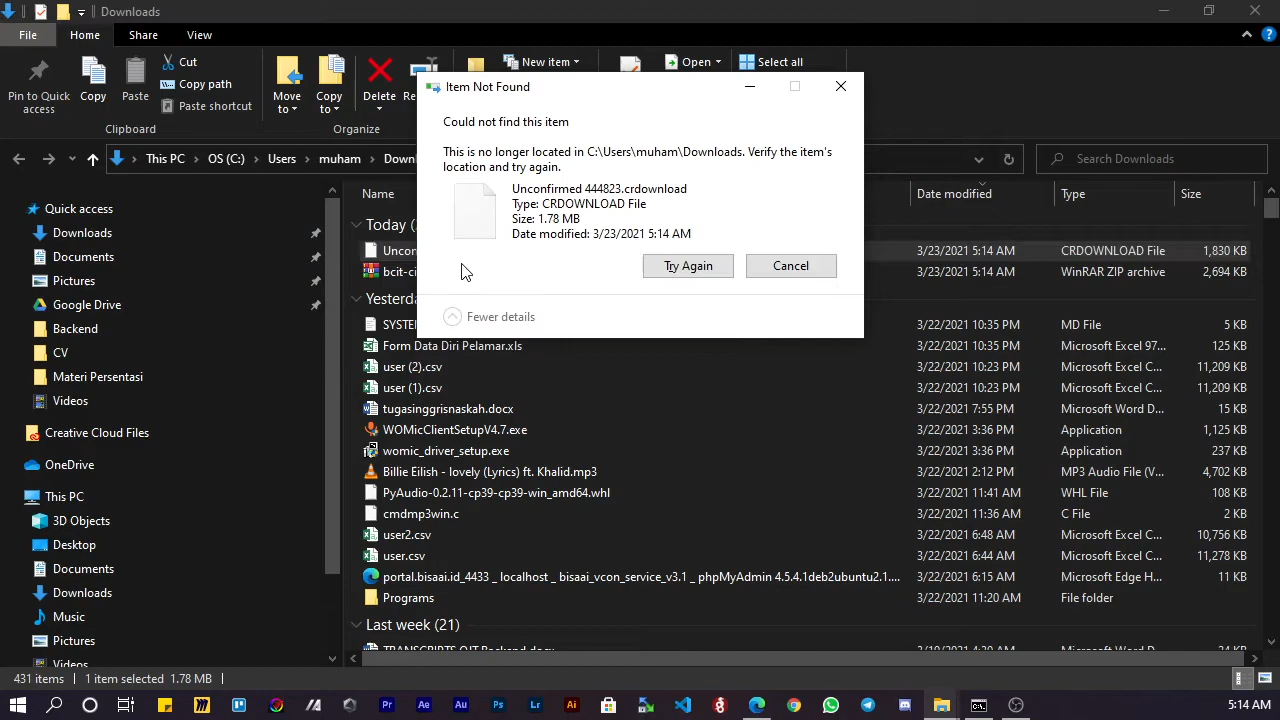 Downloads
File
Home
Share
View
Pin to Quick access
Copy
Paste
Cut
Copy path
Paste shortcut
Clipboard
Move to
Copy to
Delete
Organize
New item
Open
Select all
Item Not Found
Could not find this item
This is no longer located in C:\Users\muham\Downloads. Verify the item's
location and try again.
Unconfirmed 444823.crdownload
Type: CRDOWNLOAD File
Size: 1.78 MB
Date modified: 3/23/2021 5:14 AM
Try Again
Cancel
Fewer details
This PC
OS (C:)
Users
muham
Search Downloads
Quick access
Downloads
Documents
Pictures
Google Drive
Backend
CV
Materi Persentasi
Videos
Creative Cloud Files
OneDrive
This PC
3D Objects
Desktop
Documents
Downloads
Music
Pictures
Videos
Name Date modified Type Size
Today
3/23/2021 5:14 AM CRDOWNLOAD File 1,830 KB
3/23/2021 5:14 AM WinRAR ZIP archive 2,694 KB
3/22/2021 10:35 PM MD File 5 KB
Form Data Diri Pelamar.xls 3/22/2021 10:35 PM Microsoft Excel 97... 125 KB
user (2).csv 3/22/2021 10:23 PM Microsoft Excel C... 11,209 KB
user (1).csv 3/22/2021 10:23 PM Microsoft Excel C... 11,209 KB
tugasinggrisnaskah.docx 3/22/2021 7:55 PM Microsoft Word D... 15 KB
WOMicClientSetupV4.7.exe 3/22/2021 3:36 PM Application 1,125 KB
womic_driver_setup.exe 3/22/2021 3:36 PM Application 237 KB
Billie Eilish - lovely (Lyrics) ft. Khalid.mp3 3/22/2021 2:12 PM MP3 Audio File (V... 4,702 KB
PyAudio-0.2.11-cp39-cp39-win_amd64.whl 3/22/2021 11:41 AM WHL File 108 KB
cmdmp3win.c 3/22/2021 11:36 AM C File 2 KB
user2.csv 3/22/2021 6:48 AM Microsoft Excel C... 10,756 KB
user.csv 3/22/2021 6:44 AM Microsoft Excel C... 11,278 KB
portal.bisaai.id_4433 _ localhost _ bisaai_vcon_service_v3.1 _ phpMyAdmin 4.5.4.1deb2ubuntu2.1.... 3/22/2021 6:15 AM Microsoft Edge H... 11 KB
Programs 3/22/2021 11:20 AM File folder
Last week (21)
431 items
1 item selected 1.78 MB
Pr
Ae
Au
Ps
Lr
Ai
5:14 AM